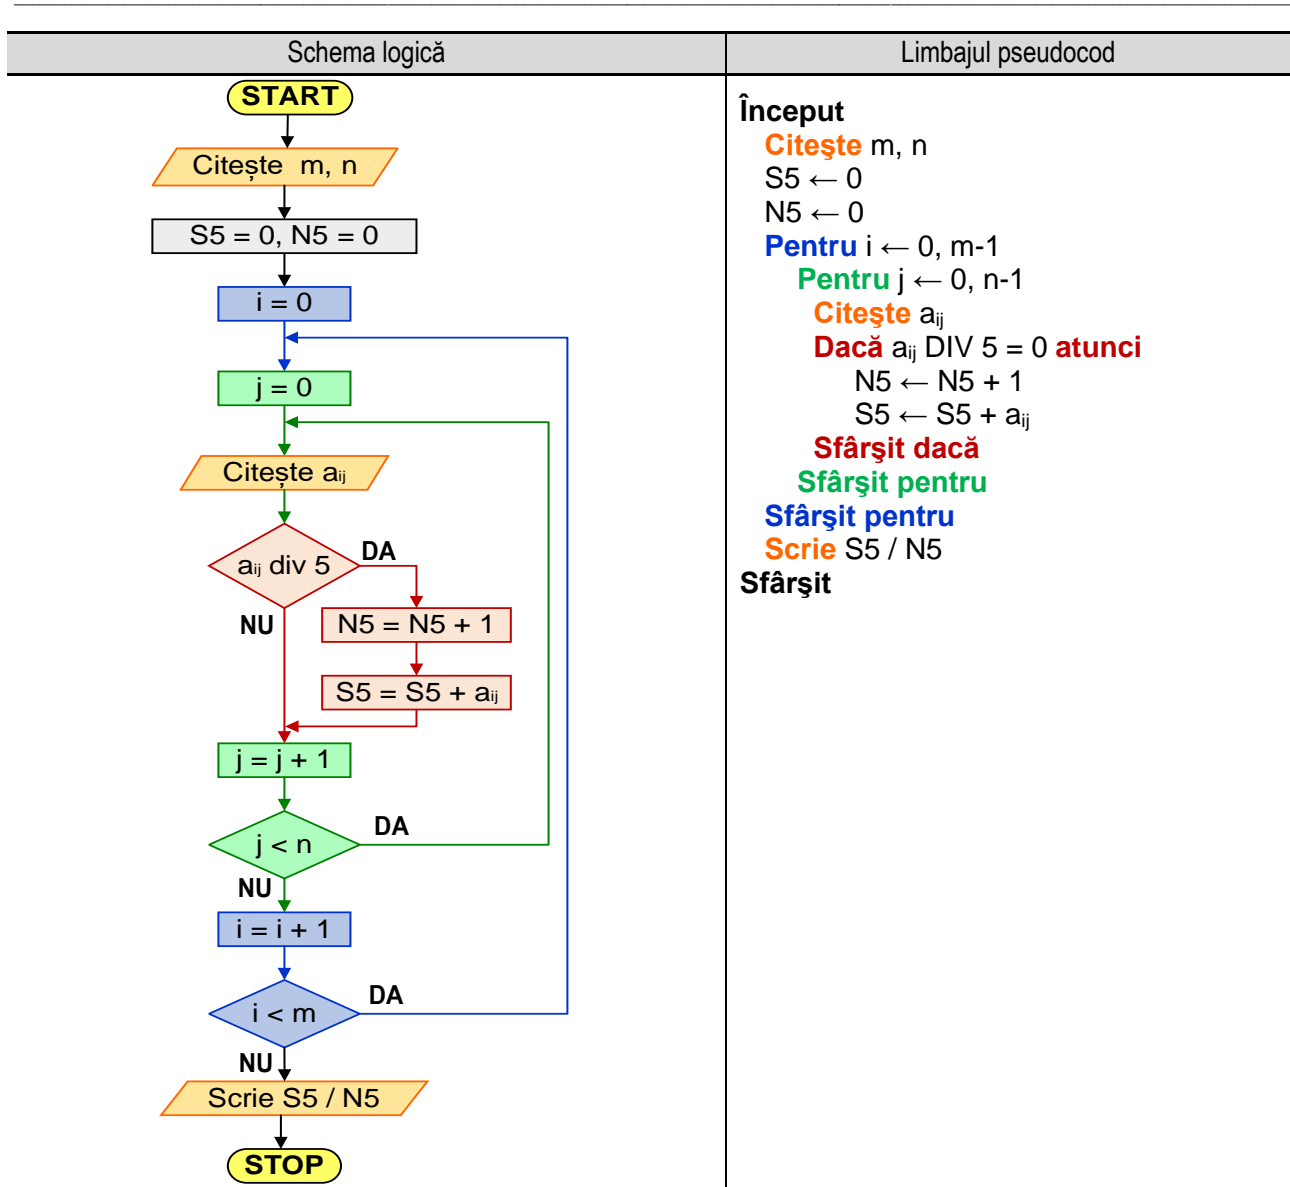 Schema logică
Limbajul pseudocod
START
Citește m, n
S5 = 0, N5 = 0
i = 0
j = 0
Citește aij
aij div 5
DA
NU
N5 = N5 + 1
S5 = S5 + aij
j = j + 1
j < n
DA
NU
i = i + 1
i < m
DA
NU
Scrie S5 / N5
STOP
Început
Citeşte m, n
S5 ← 0
N5 ← 0
Pentru i ← 0, m-1
Pentru j ← 0, n-1
Citeşte aij
Dacă aij DIV 5 = 0 atunci
N5 ← N5 + 1
S5 ← S5 + aij
Sfârşit dacă
Sfârşit pentru
Sfârşit pentru
Scrie S5 / N5
Sfârşit